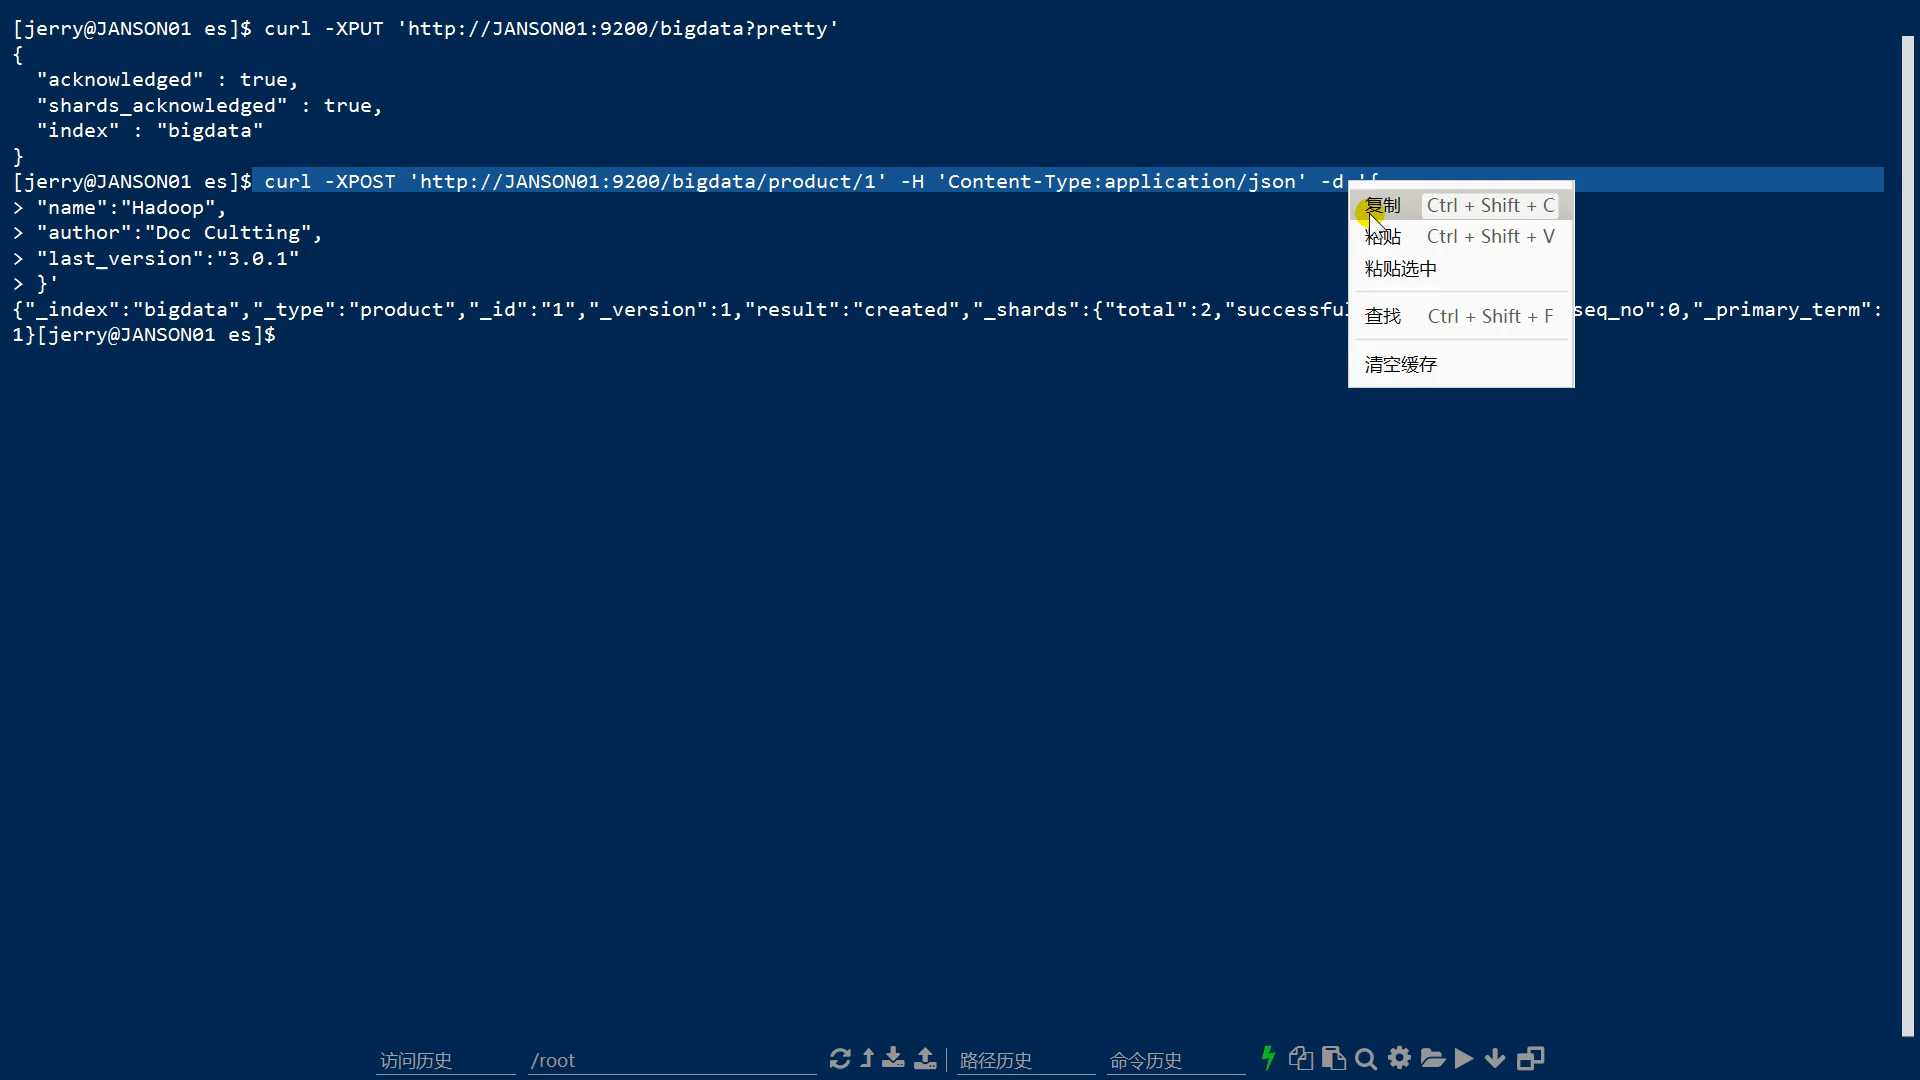 [jerry@JANSON01 es]$ curl -XPUT 'http://JANSON01:9200/bigdata?pretty'
{
  "acknowledged" : true,
  "shards_acknowledged" : true,
  "index" : "bigdata"
}
[jerry@JANSON01 es]$ curl -XPOST 'http://JANSON01:9200/bigdata/product/1' -H 'Content-Type:application/json' -d '{
> "name":"Hadoop",
> "author":"Doc Cultting",
> "last_version":"3.0.1"
> }'
{"_index":"bigdata","_type":"product","_id":"1","_version":1,"result":"created","_shards":{"total":2,"successful seq_no":0,"_primary_term":
1}[jerry@JANSON01 es]$
复制 Ctrl + Shift + C
粘贴 Ctrl + Shift + V
粘贴选中
查找 Ctrl + Shift + F
清空缓存
访问历史 /root 路径历史 命令历史